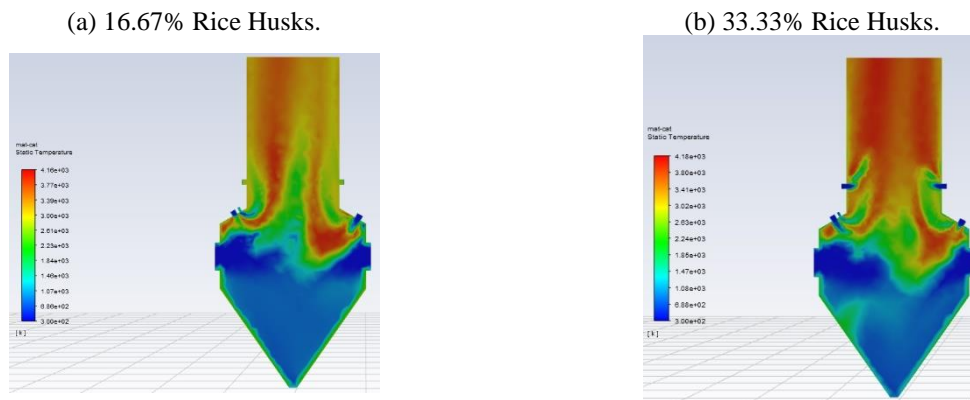 (a) 16.67% Rice Husks.
(b) 33.33% Rice Husks.
mat-cat
Static Temperature
4.16e+03
3.77e+03
3.39e+03
3.00e+03
2.61e+03
2.23e+03
1.84e+03
1.46e+03
1.07e+03
6.86e+02
3.00e+02
[k]
mat-cat
Static Temperature
4.18e+03
3.80e+03
3.41e+03
3.02e+03
2.63e+03
2.24e+03
1.85e+03
1.47e+03
1.08e+03
6.88e+02
3.00e+02
[k]